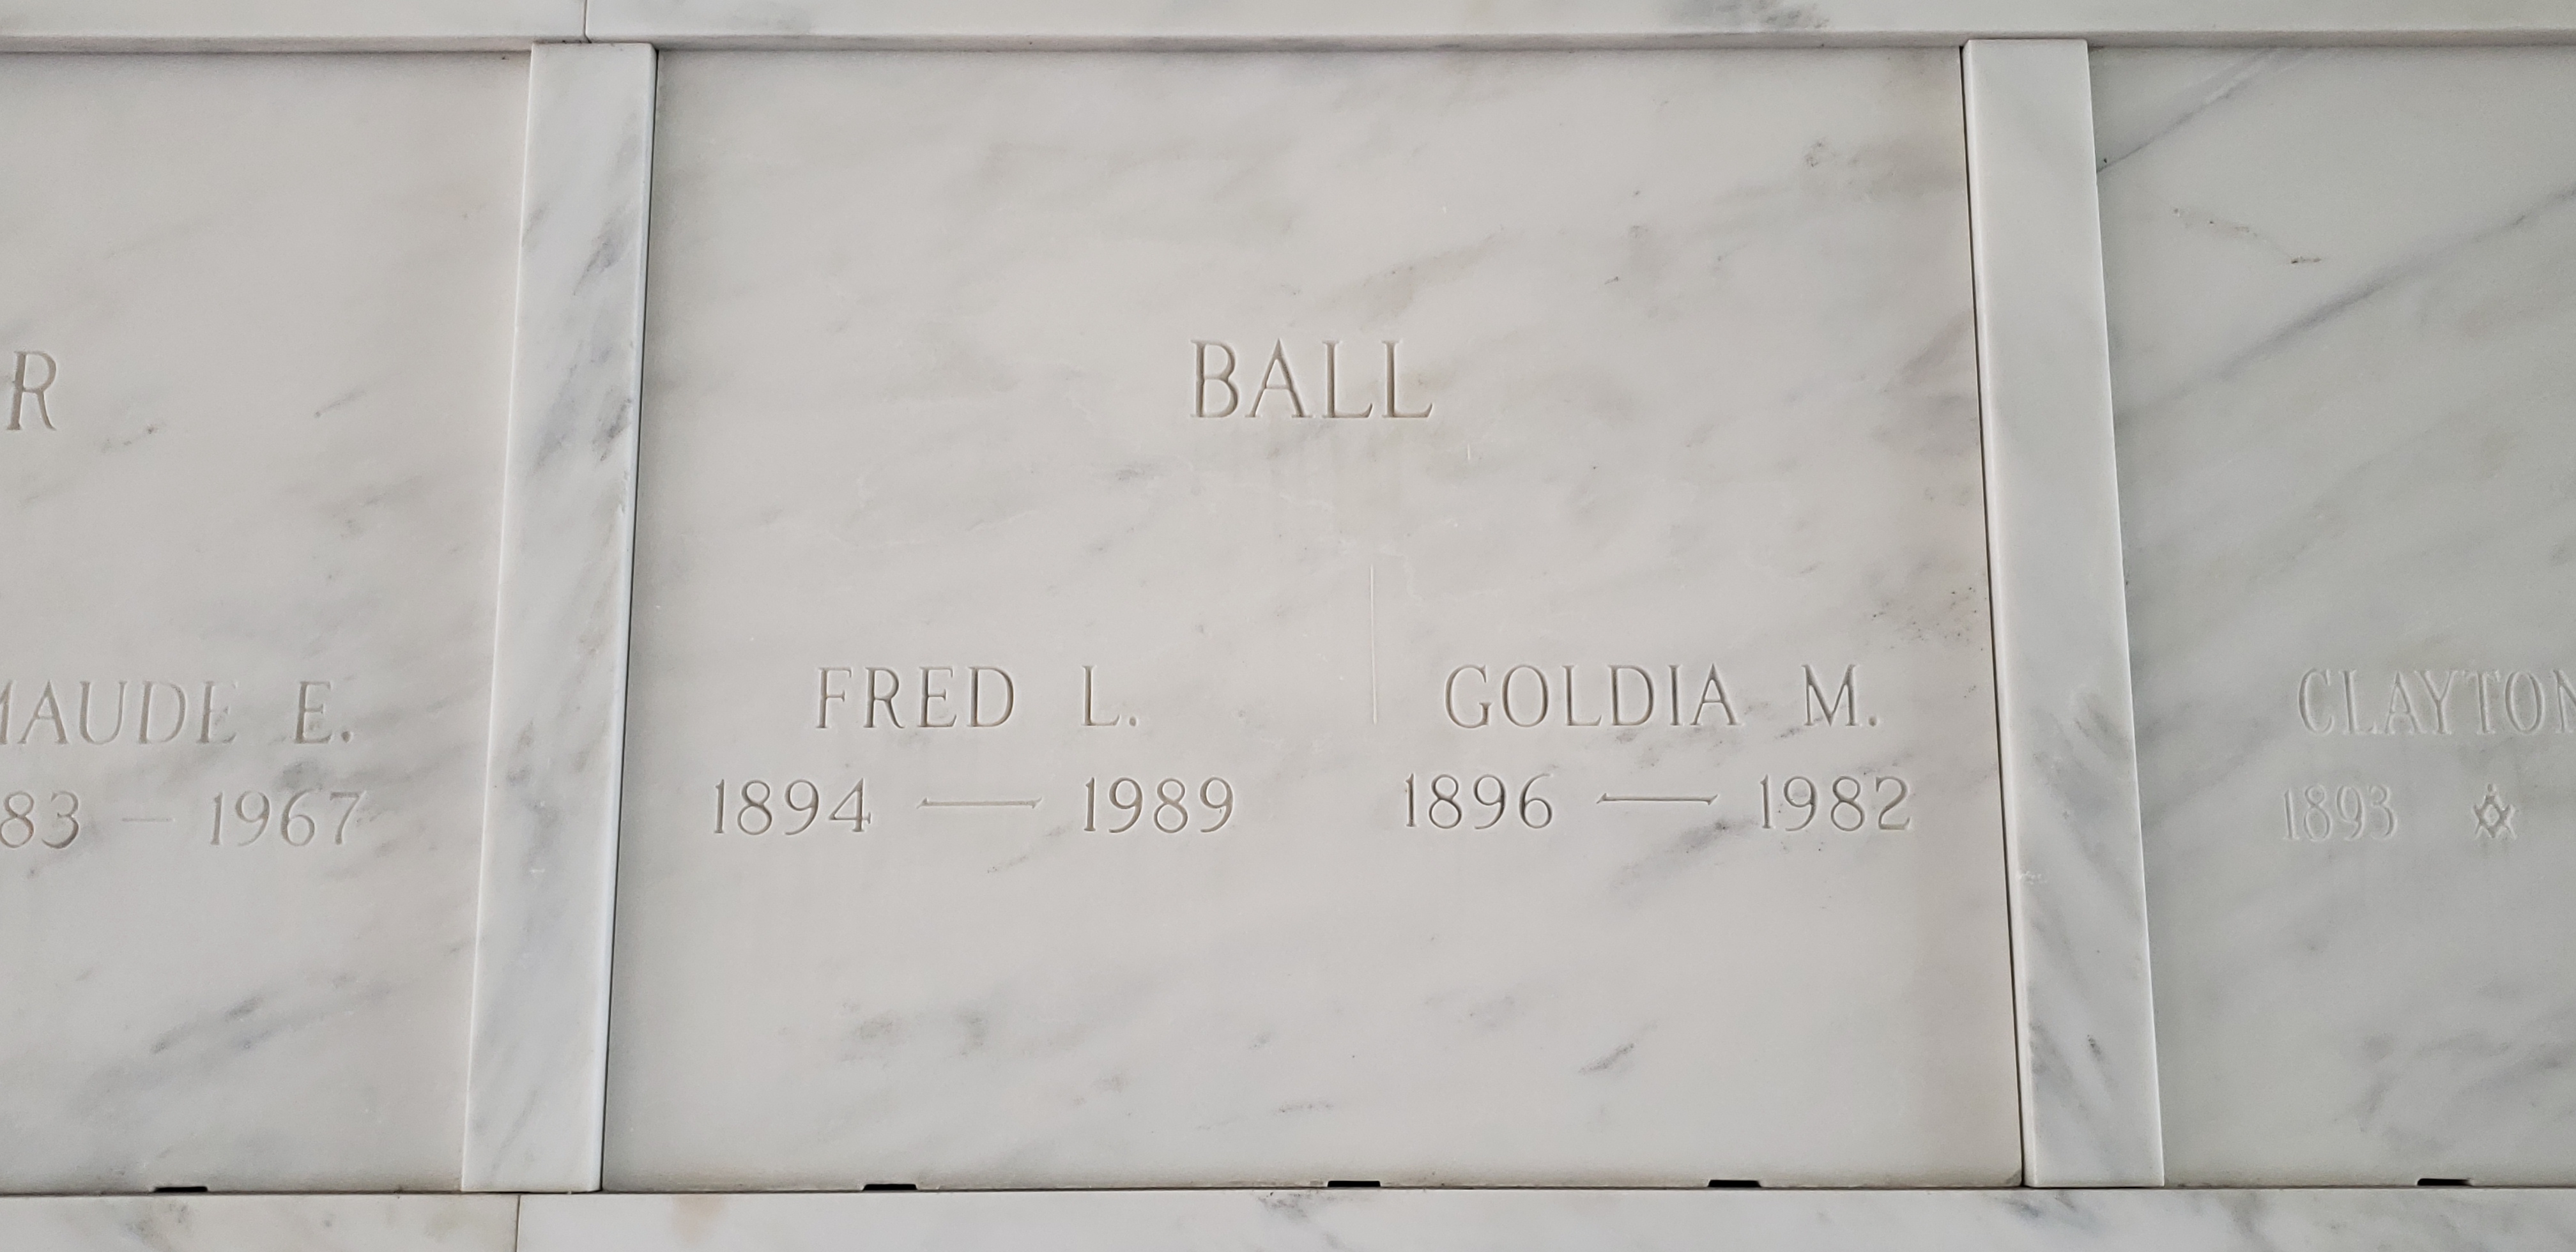 R
MAUDE E.
83 — 1967
BALL
FRED L.
1894 — 1989
GOLDIA M.
1896 — 1982
CLAYTON
1893